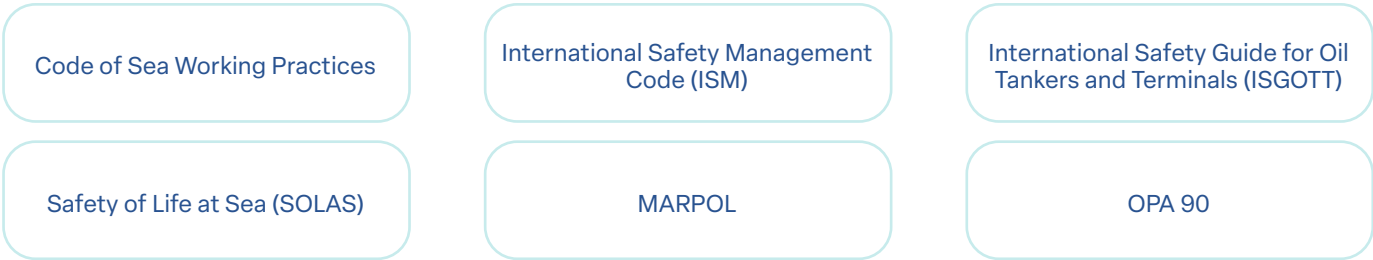 Code of Sea Working Practices
International Safety Management
Code (ISM)
International Safety Guide for Oil
Tankers and Terminals (ISGOTT)
Safety of Life at Sea (SOLAS)
MARPOL
OPA 90